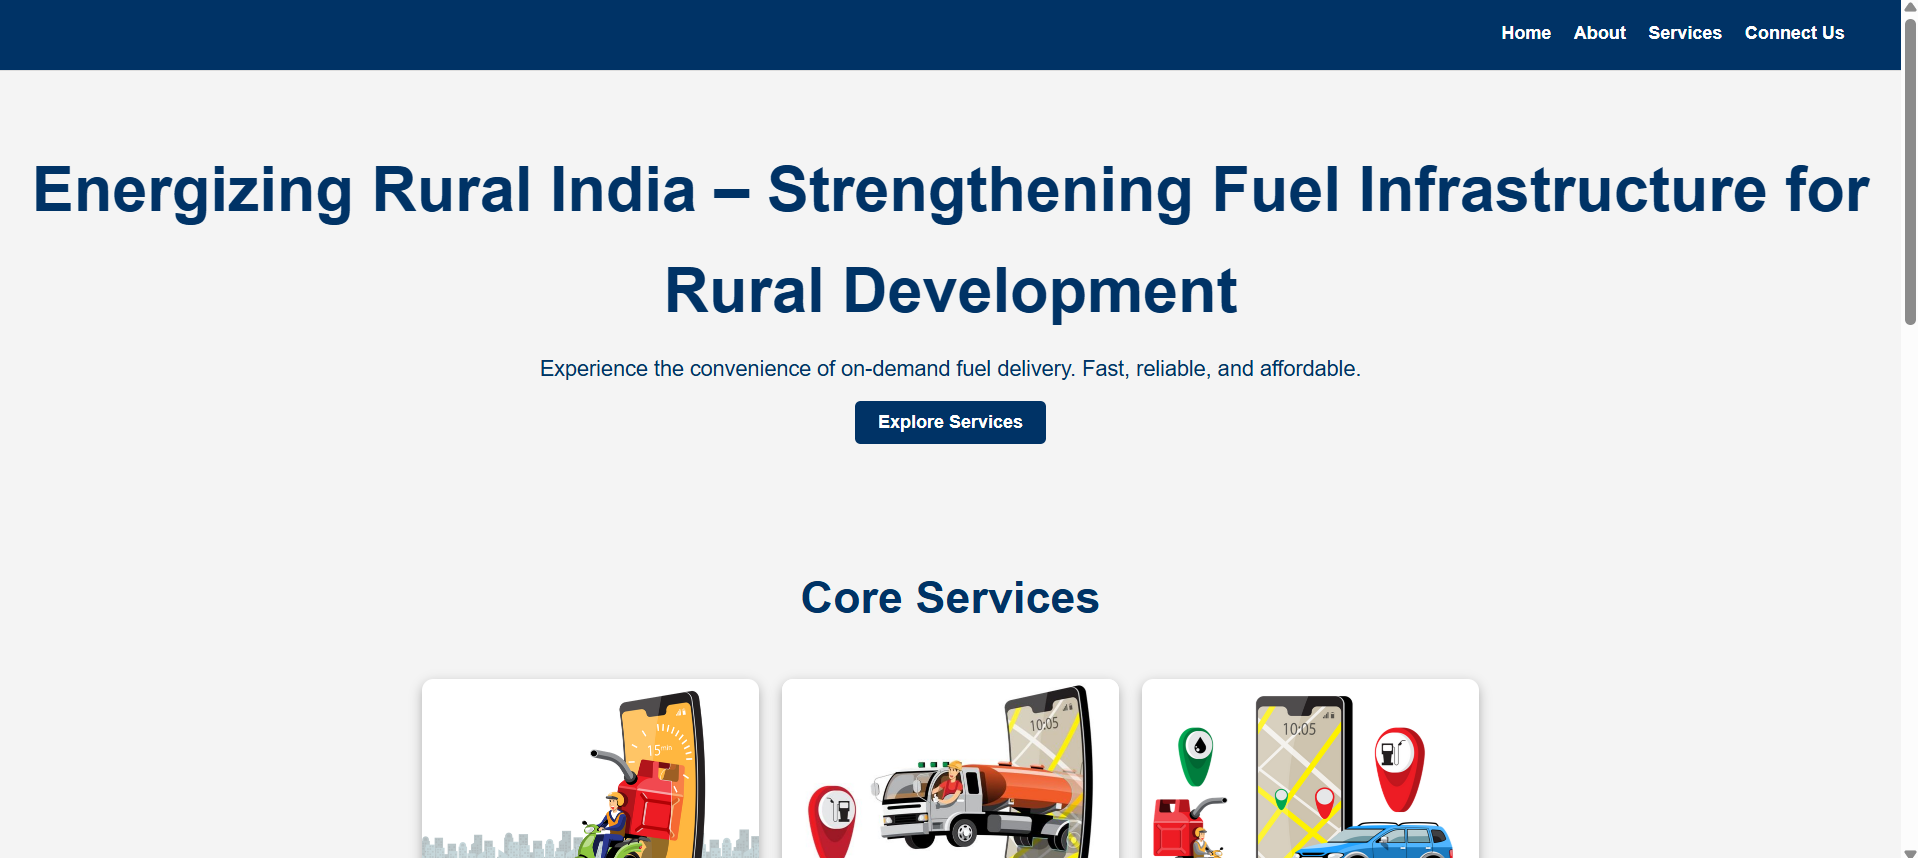 Home About Services Connect Us
Energizing Rural India – Strengthening Fuel Infrastructure for
Rural Development
Experience the convenience of on-demand fuel delivery. Fast, reliable, and affordable.
Explore Services
Core Services
15min
10:05
10:05